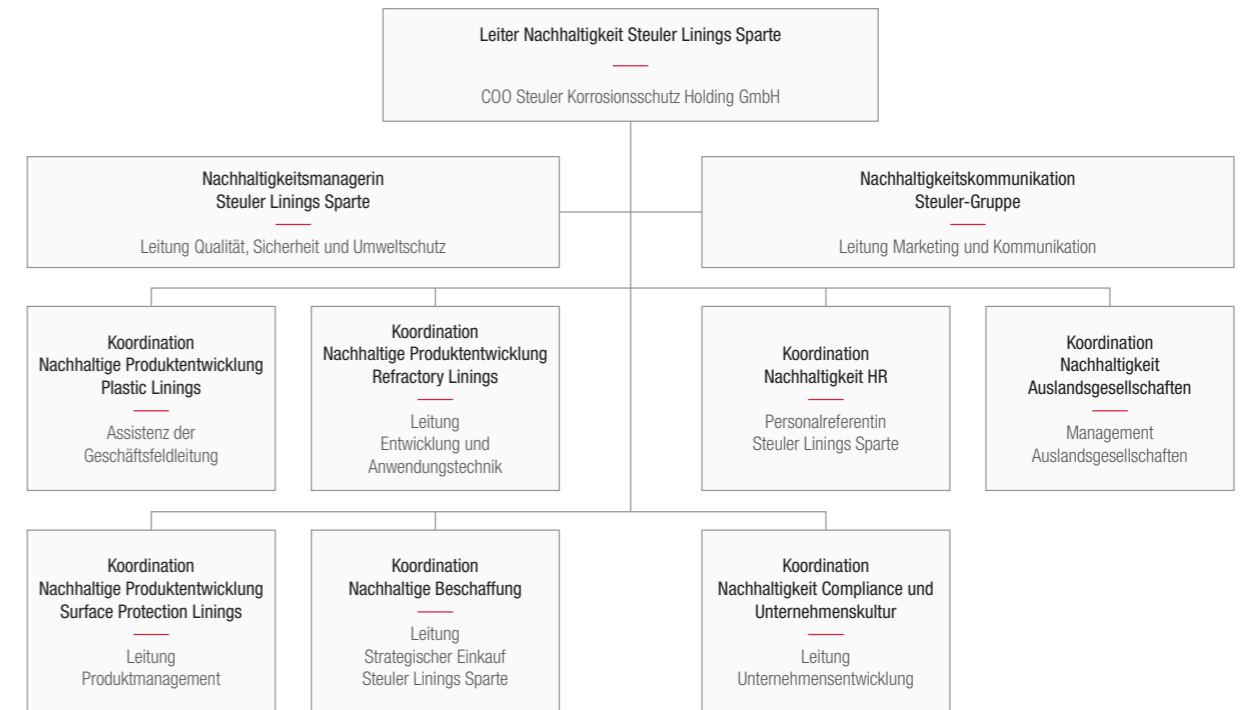 Leiter Nachhaltigkeit Steuler Linings Sparte
COO Steuler Korrosionsschutz Holding GmbH
Nachhaltigkeitsmanagerin
Steuler Linings Sparte
Leitung Qualität, Sicherheit und Umweltschutz
Nachhaltigkeitskommunikation
Steuler-Gruppe
Leitung Marketing und Kommunikation
Koordination
Nachhaltige Produktentwicklung
Plastic Linings
Assistenz der
Geschäftsfeldleitung
Koordination
Nachhaltige Produktentwicklung
Refractory Linings
Leitung
Entwicklung und
Anwendungstechnik
Koordination
Nachhaltigkeit HR
Personalreferentin
Steuler Linings Sparte
Koordination
Nachhaltigkeit
Auslandsgesellschaften
Management
Auslandsgesellschaften
Koordination
Nachhaltige Produktentwicklung
Surface Protection Linings
Leitung
Produktmanagement
Koordination
Nachhaltige Beschaffung
Leitung
Strategischer Einkauf
Steuler Linings Sparte
Koordination
Nachhaltigkeit Compliance und
Unternehmenskultur
Leitung
Unternehmensentwicklung